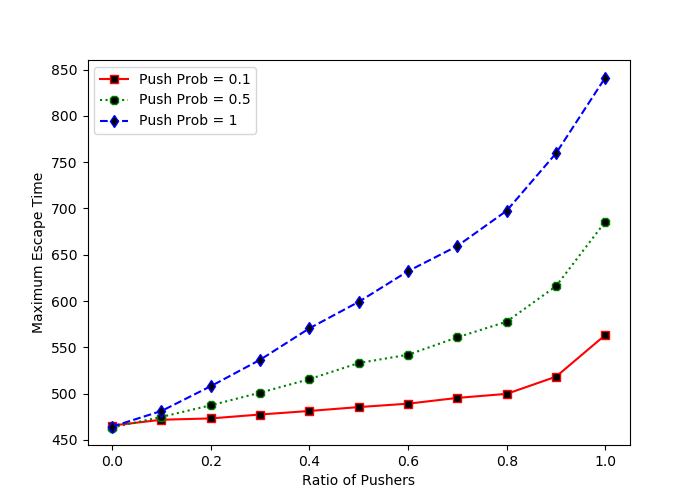 Push Prob = 0.1
Push Prob = 0.5
Push Prob = 1
850
800
750
700
650
600
550
500
450
Maximum Escape Time
0.0 0.2 0.4 0.6 0.8 1.0
Ratio of Pushers